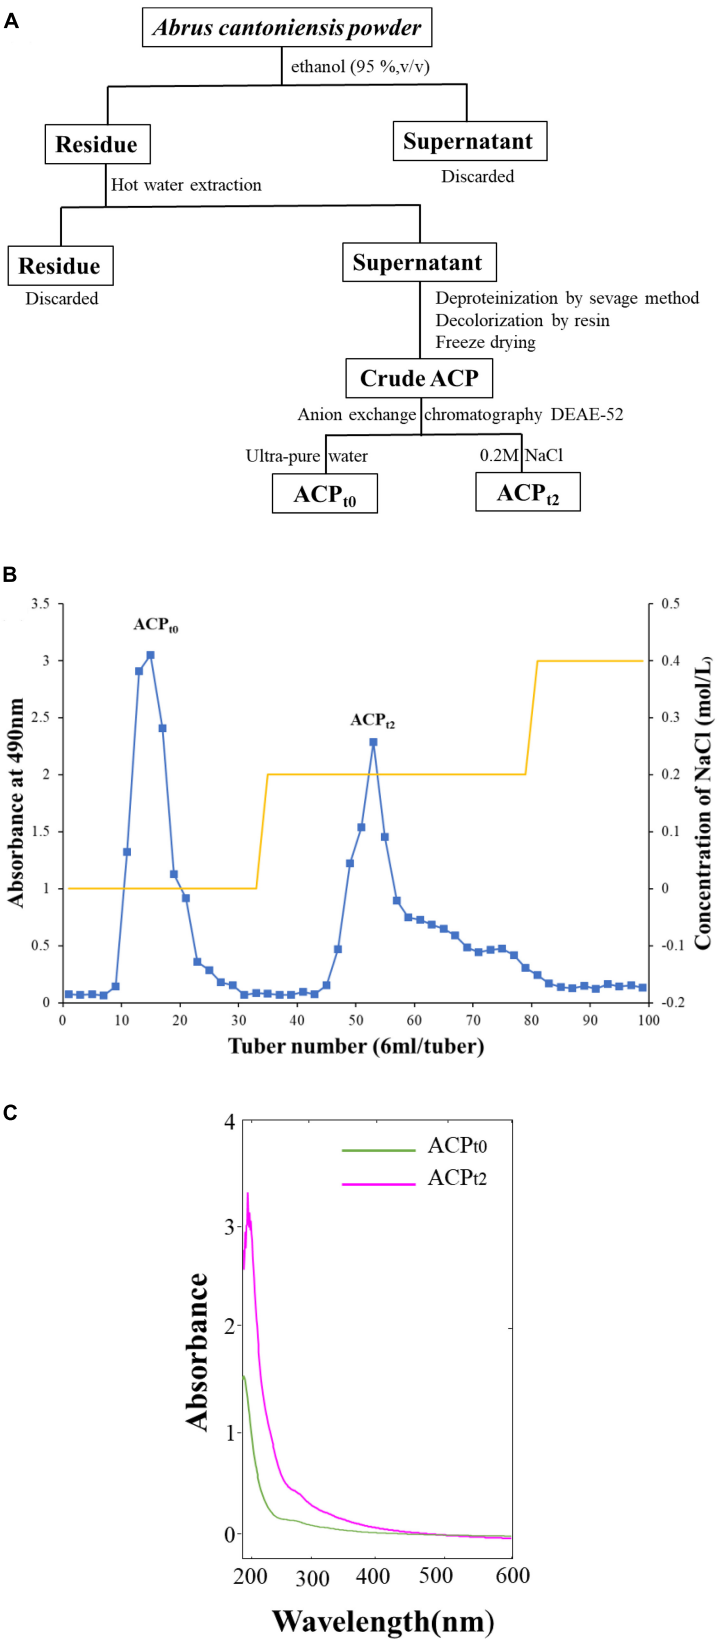 A
Abrus cantoniensis powder
ethanol (95 %,v/v)
Residue
Supernatant
Discarded
Hot water extraction
Residue
Supernatant
Discarded
Deproteinization by sevage method
Decolorization by resin
Freeze drying
Crude ACP
Anion exchange chromatography DEAE-52
Ultra-pure water
0.2M NaCl
ACPt0
ACPt2
B
3.5
3
2.5
2
1.5
1
0.5
0
Absorbance at 490nm
ACPt0
ACPt2
0.5
0.4
0.3
0.2
0.1
0
-0.1
-0.2
Concentration of NaCl (mol/L)
0 10 20 30 40 50 60 70 80 90 100
Tuber number (6ml/tuber)
C
4
3
2
1
0
Absorbance
ACPt0
ACPt2
200 300 400 500 600
Wavelength(nm)